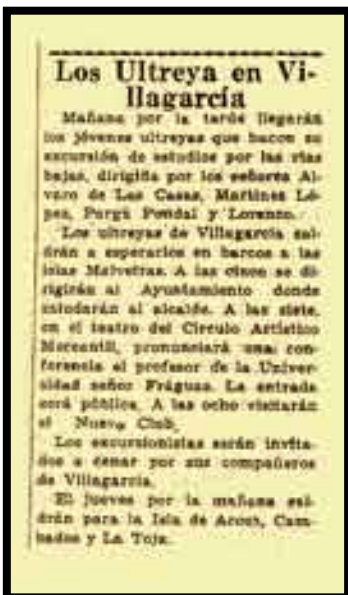 Los Ultreya en Vi-
llagarcía
Mañana por la tarde llegarán
los jóvenes ultreyas que hacen su
excursión de estudios por las rías
bajas, dirigida por los señores Al-
varo de Las Casas, Martínez Ló-
pez, Parga Pondal y Lorenzo.
Los ultreyas de Villagarcía sal-
drán a esperarlos en barcos a las
islas Malveiras. A las cinco se di-
rigirán al Ayuntamiento donde
saludarán al alcalde. A las siete,
en el teatro del Círculo Artístico
Mercantil, pronunciará una con-
ferencia el profesor de la Univer-
sidad señor Fráguas. La entrada
será pública. A las ocho visitarán
el Nuevo Club.
Los excursionistas serán invita-
dos a cenar por sus compañeros
de Villagarcía.
El jueves por la mañana sal-
drán para la Isla de Arosa, Cam-
bados y La Toja.